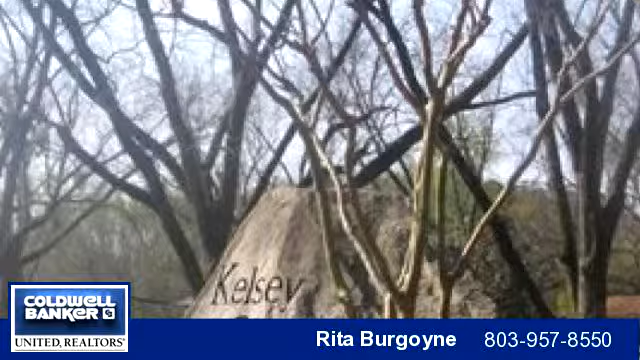 Kelsey
COLDWELL
BANKER
UNITED, REALTORS®
Rita Burgoyne 803-957-8550